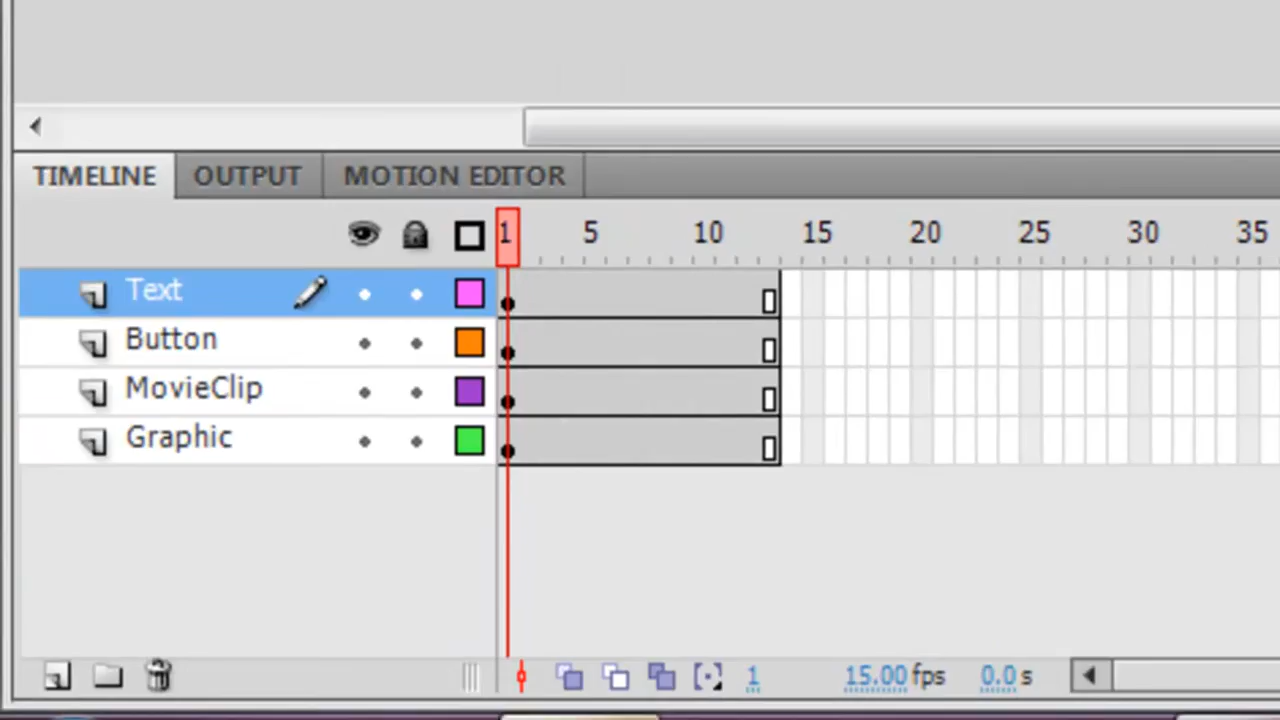 TIMELINE OUTPUT MOTION EDITOR
1 5 10 15 20 25 30 35
Text
Button
MovieClip
Graphic
1 15.00 fps 0.0 s